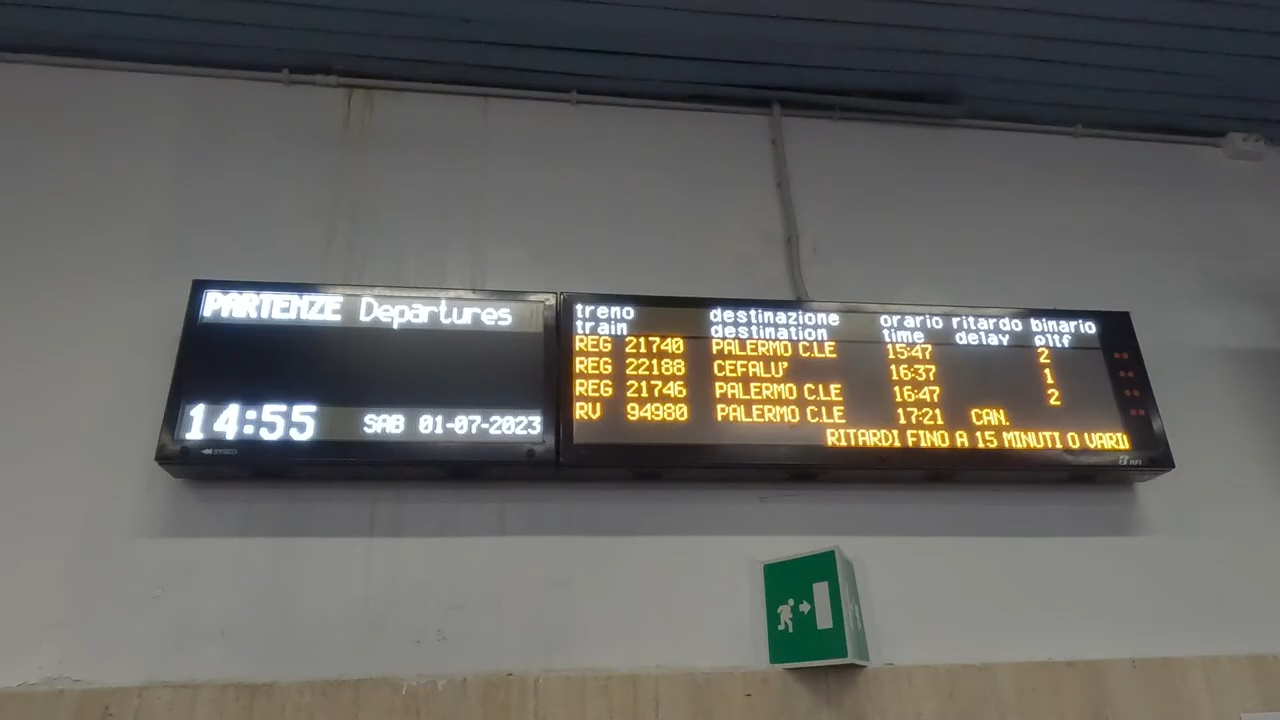 PARTENZE Departures
14:55 SAB 01-07-2023
SYSCO
treno destinazione orario ritardo binario
train destination time delay pltf
REG 21740 PALERMO C.LE 15:47 2
REG 22188 CEFALU' 16:37 1
REG 21746 PALERMO C.LE 16:47 2
RV 94980 PALERMO C.LE 17:21 CAN.
RITARDI FINO A 15 MINUTI O VARI